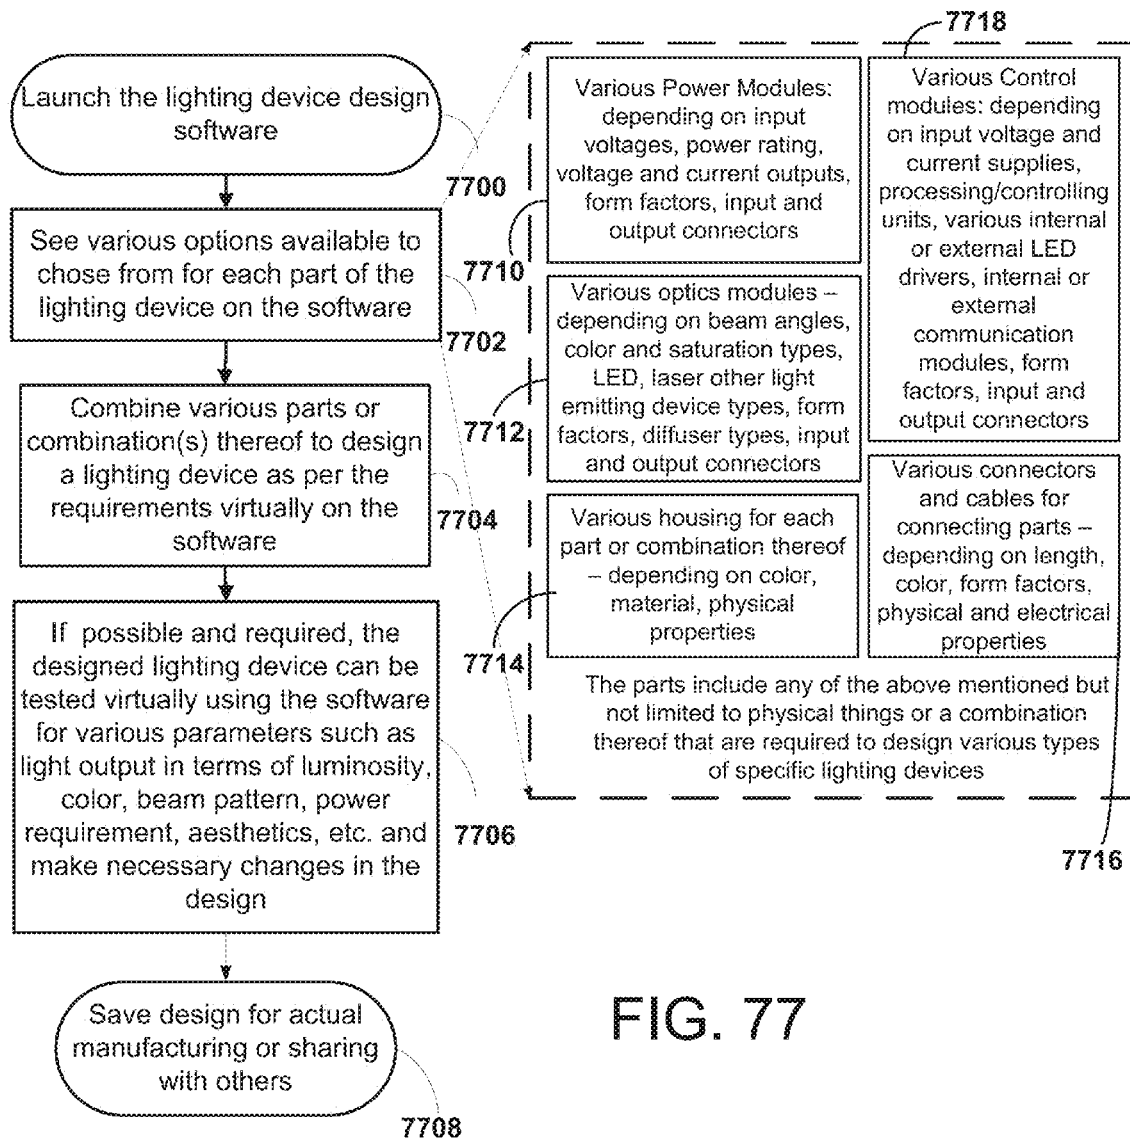 Launch the lighting device design
software
7700
See various options available to
chose from for each part of the
lighting device on the software
7702
Combine various parts or
combination(s) thereof to design
a lighting device as per the
requirements virtually on the
software
7704
If possible and required, the
designed lighting device can be
tested virtually using the software
for various parameters such as
light output in terms of luminosity,
color, beam pattern, power
requirement, aesthetics, etc. and
make necessary changes in the
design
7706
Save design for actual
manufacturing or sharing
with others
7708
Various Power Modules:
depending on input
voltages, power rating,
voltage and current outputs,
form factors, input and
output connectors
7710
Various optics modules –
depending on beam angles,
color and saturation types,
LED, laser other light
emitting device types, form
factors, diffuser types, input
and output connectors
7712
Various housing for each
part or combination thereof
– depending on color,
material, physical
properties
7714
7718
Various Control
modules: depending
on input voltage and
current supplies,
processing/controlling
units, various internal
or external LED
drivers, internal or
external
communication
modules, form
factors, input and
output connectors
Various connectors
and cables for
connecting parts –
depending on length,
color, form factors,
physical and electrical
properties
7716
The parts include any of the above mentioned but
not limited to physical things or a combination
thereof that are required to design various types
of specific lighting devices
FIG. 77